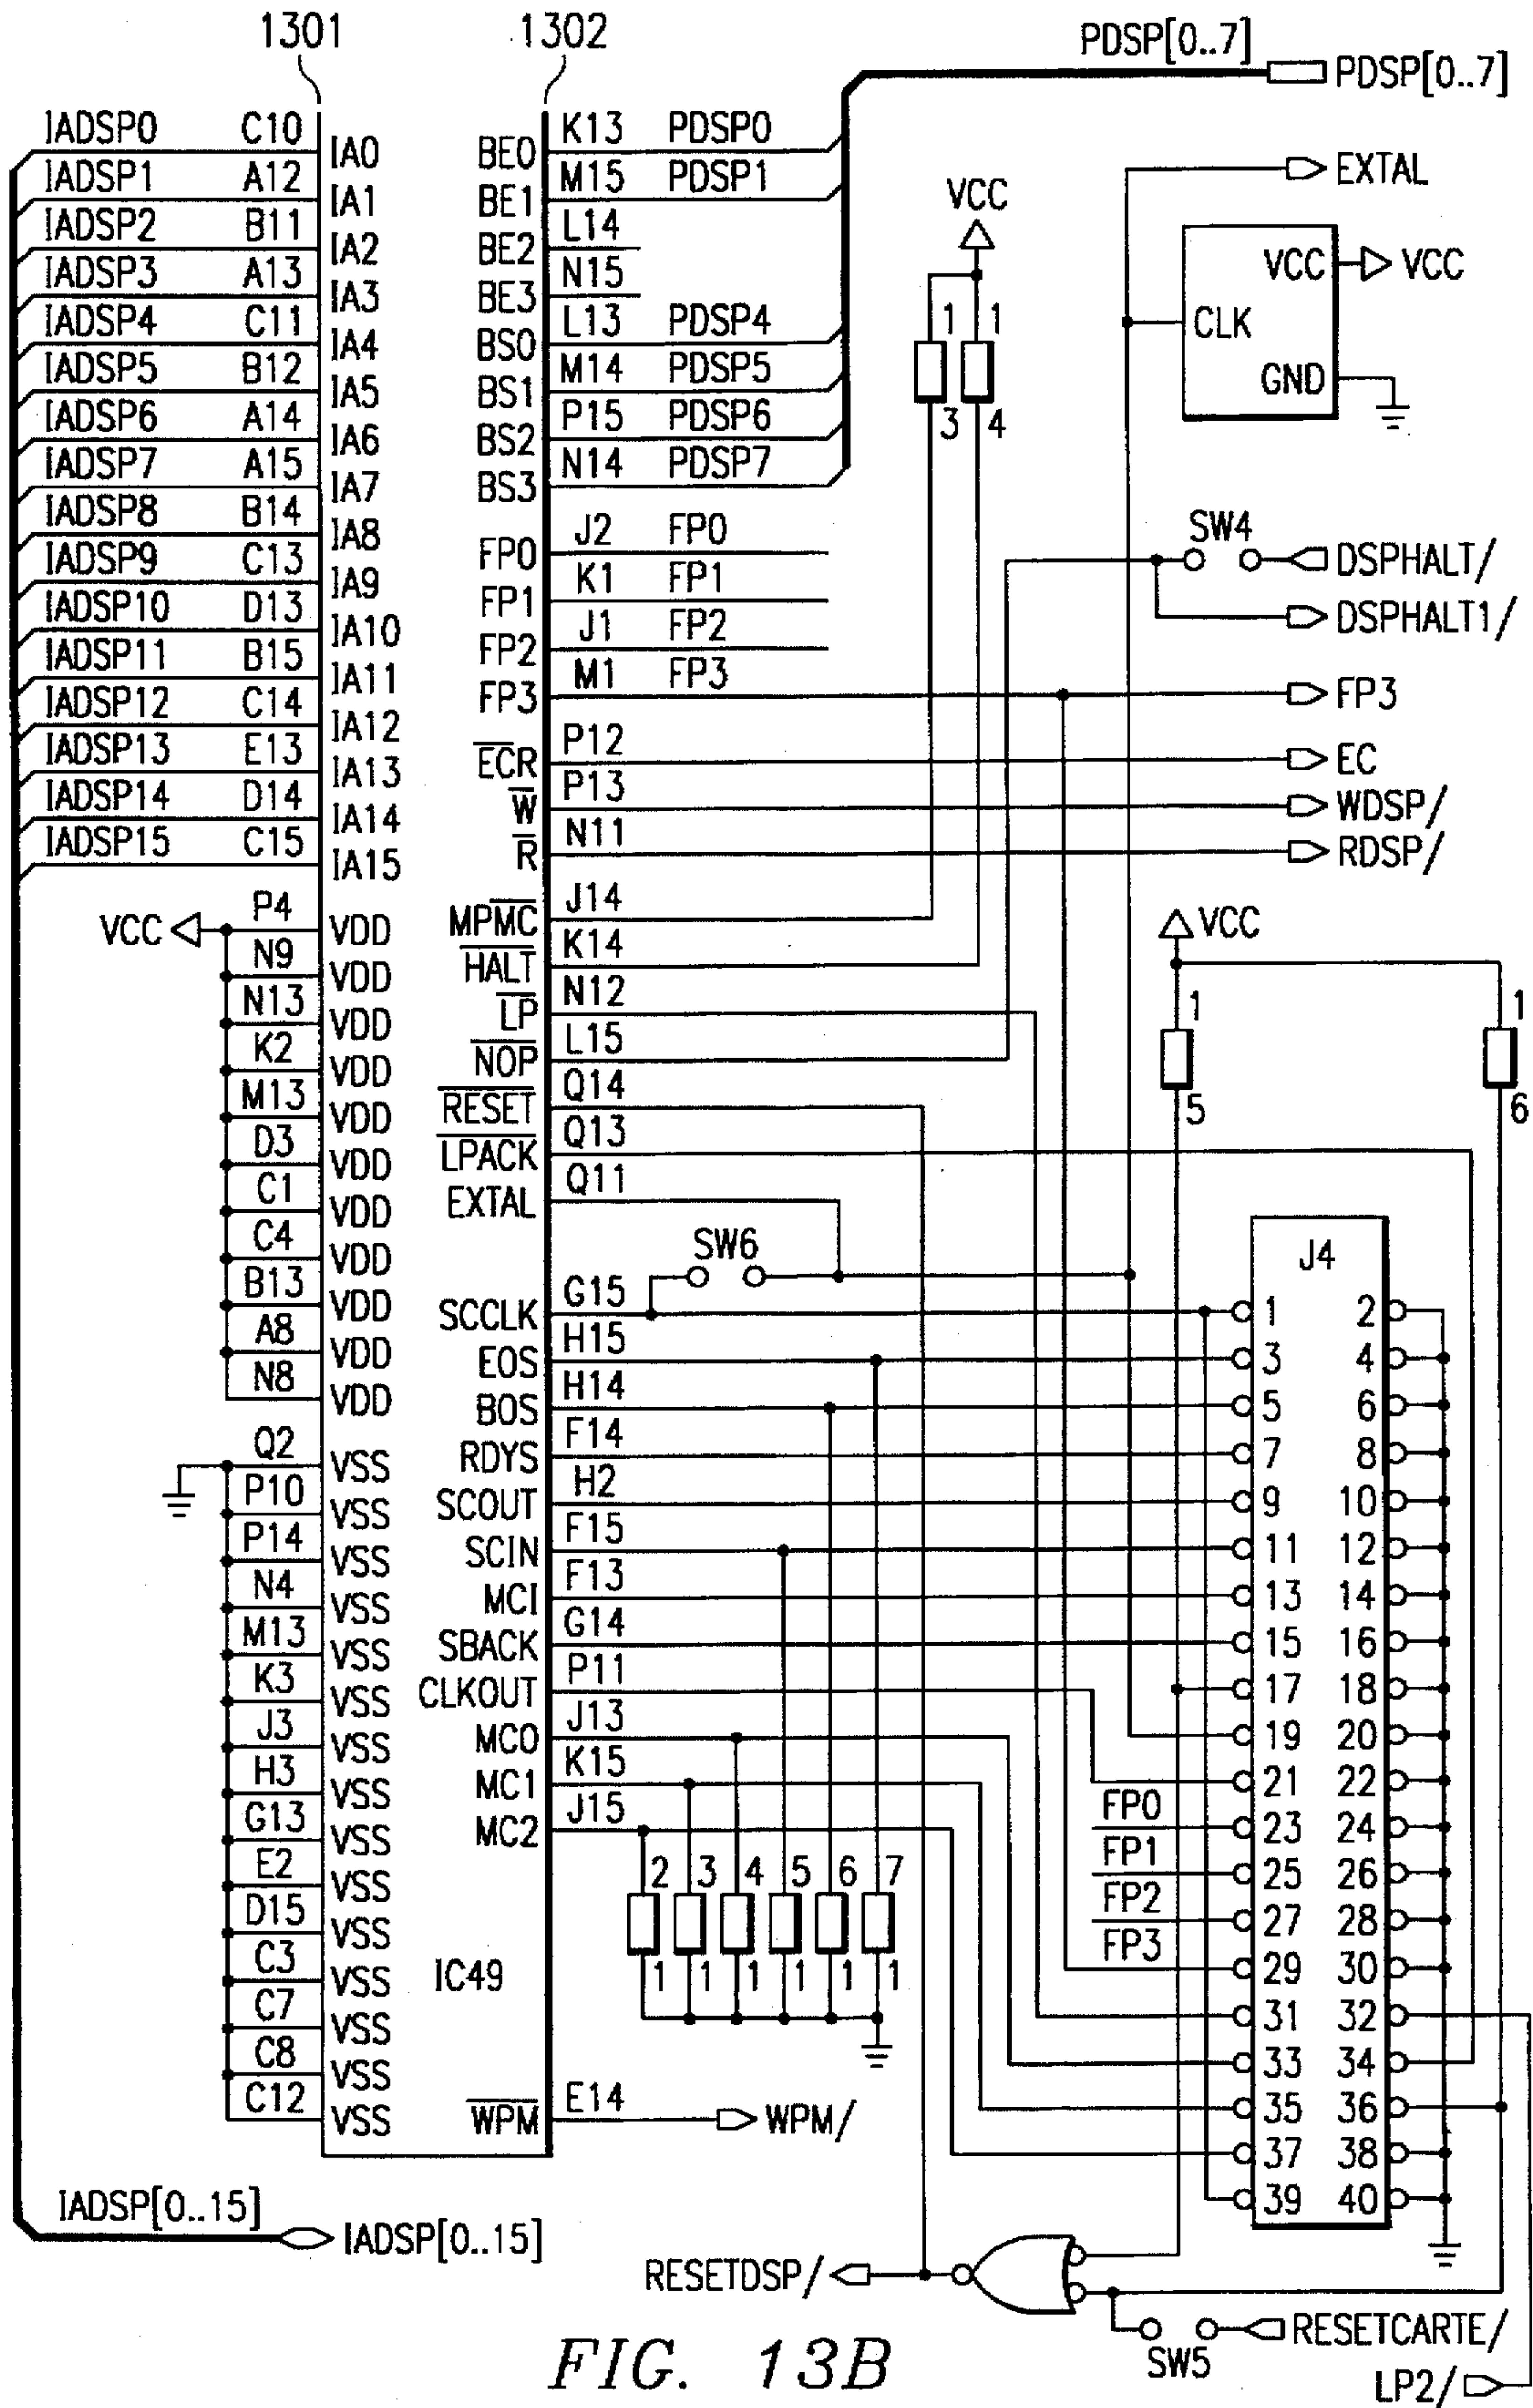 1301
1302
PDSP[0..7]
PDSP[0..7]
IADSP0 C10 IA0
IADSP1 A12 IA1
IADSP2 B11 IA2
IADSP3 A13 IA3
IADSP4 C11 IA4
IADSP5 B12 IA5
IADSP6 A14 IA6
IADSP7 A15 IA7
IADSP8 B14 IA8
IADSP9 C13 IA9
IADSP10 D13 IA10
IADSP11 B15 IA11
IADSP12 C14 IA12
IADSP13 E13 IA13
IADSP14 D14 IA14
IADSP15 C15 IA15
VCC
P4 VDD
N9 VDD
N13 VDD
K2 VDD
M13 VDD
D3 VDD
C1 VDD
C4 VDD
B13 VDD
A8 VDD
N8 VDD
Q2 VSS
P10 VSS
P14 VSS
N4 VSS
M13 VSS
K3 VSS
J3 VSS
H3 VSS
G13 VSS
E2 VSS
D15 VSS
C3 VSS
C7 VSS
C8 VSS
C12 VSS
IADSP[0..15]
IADSP[0..15]
BE0 K13 PDSP0
BE1 M15 PDSP1
BE2 L14
BE3 N15
BS0 L13 PDSP4
BS1 M14 PDSP5
BS2 P15 PDSP6
BS3 N14 PDSP7
FP0 J2 FP0
FP1 K1 FP1
FP2 J1 FP2
FP3 M1 FP3
ECR P12
W P13
R N11
MPMC J14
HALT K14
LP N12
NOP L15
RESET Q14
LPACK Q13
EXTAL Q11
SW6
SCCLK G15
EOS H15
BOS H14
RDYS F14
SCOUT H2
SCIN F15
MCI F13
SBACK G14
CLKOUT P11
MC0 J13
MC1 K15
MC2 J15
2 3 4 5 6 7
1 1 1 1 1 1
IC49
WPM E14 WPM/
VCC
1 1
3 4
EXTAL
VCC VCC
CLK
GND
SW4
DSPHALT/
DSPHALT1/
FP3
EC
WDSP/
RDSP/
VCC
1 1
5 6
J4
1 2
3 4
5 6
7 8
9 10
11 12
13 14
15 16
17 18
19 20
21 22
FP0 23 24
FP1 25 26
FP2 27 28
FP3 29 30
31 32
33 34
35 36
37 38
39 40
RESETDSP/
RESETCARTE/
SW5
LP2/
FIG. 13B